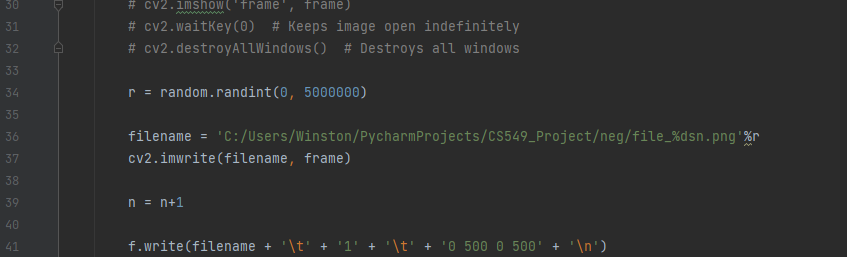 30 # cv2.imshow('frame', frame)
31 # cv2.waitKey(0)  # Keeps image open indefinitely
32 # cv2.destroyAllWindows()  # Destroys all windows
33
34 r = random.randint(0, 5000000)
35
36 filename = 'C:/Users/Winston/PycharmProjects/CS549_Project/neg/file_%dsn.png'%r
37 cv2.imwrite(filename, frame)
38
39 n = n+1
40
41 f.write(filename + '\t' + '1' + '\t' + '0 500 0 500' + '\n')